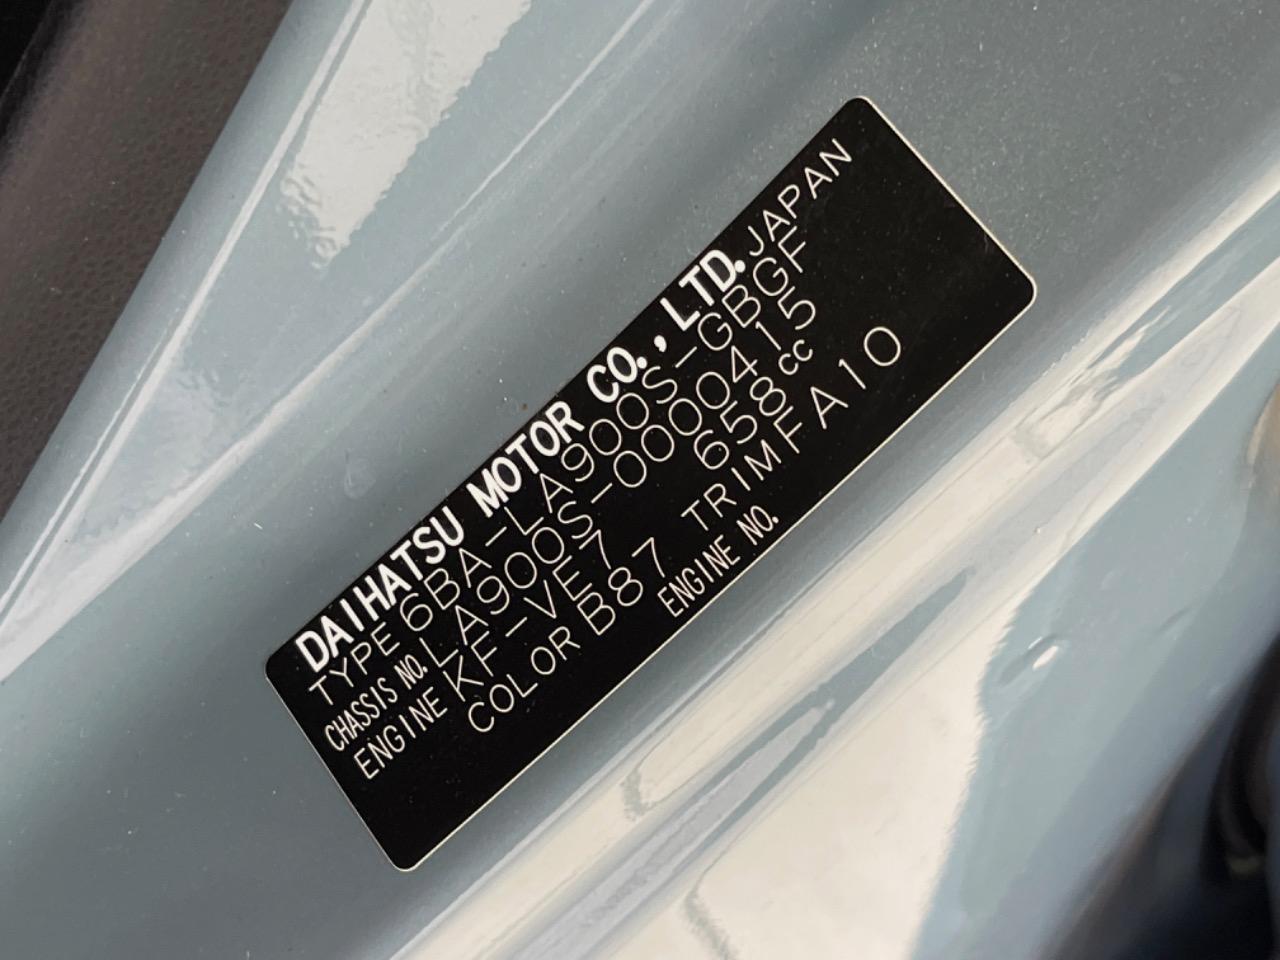 DAIHATSU MOTOR CO., LTD. JAPAN
TYPE 6BA-LA900S-GBGF
CHASSIS NO. LA900S-0000415
ENGINE KF-VE7 658cc
COLOR B87 TRIM FA10
ENGINE NO.